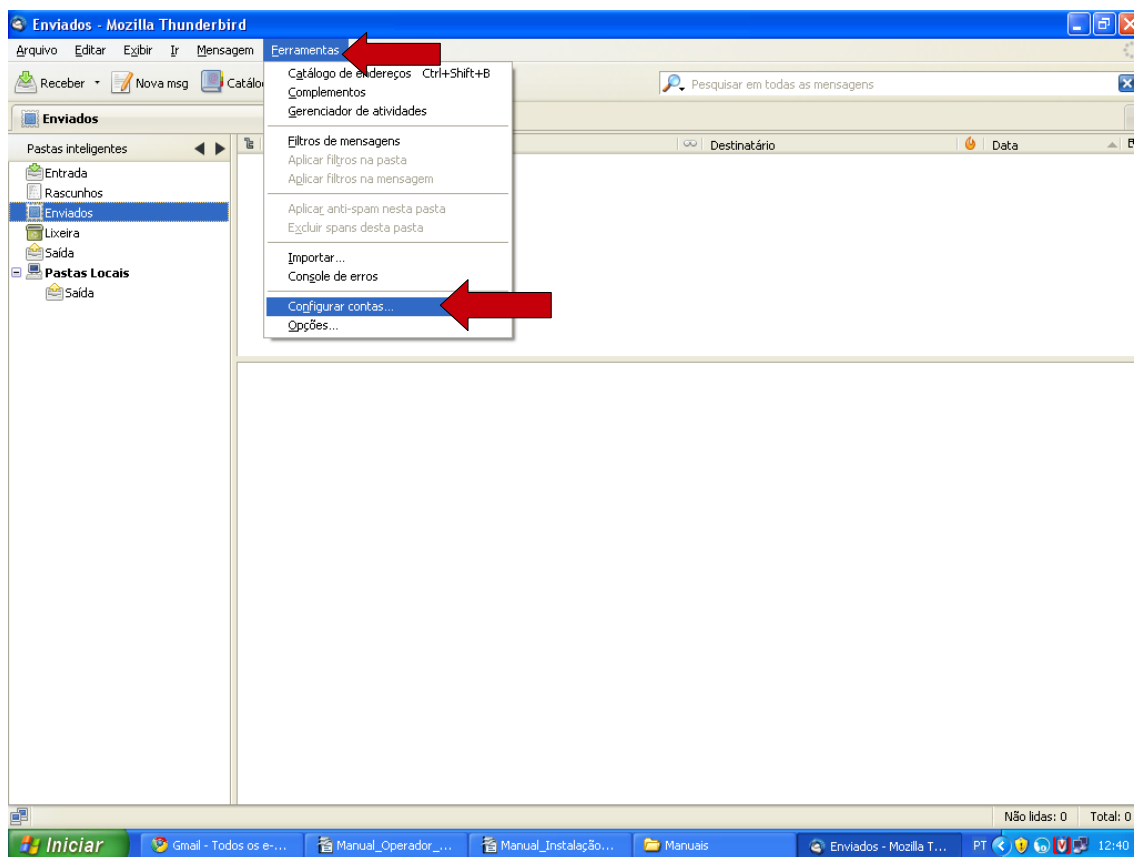 Enviados - Mozilla Thunderbird
Arquivo Editar Exibir Ir Mensagem Ferramentas
Receber Nova msg
Pesquisar em todas as mensagens
Enviados
Pastas inteligentes
Destinatário Data
Entrada
Rascunhos
Enviados
Lixeira
Saída
Pastas Locais
Saída
Catálogo de endereços Ctrl+Shift+B
Complementos
Gerenciador de atividades
Filtros de mensagens
Aplicar filtros na pasta
Aplicar filtros na mensagem
Aplicar anti-spam nesta pasta
Excluir spans desta pasta
Importar...
Console de erros
Configurar contas...
Opções...
Não lidas: 0 Total: 0
Iniciar Gmail - Todos os e-... Manual_Operador_... Manual_Instalação... Manuais Enviados - Mozilla T... PT 12:40